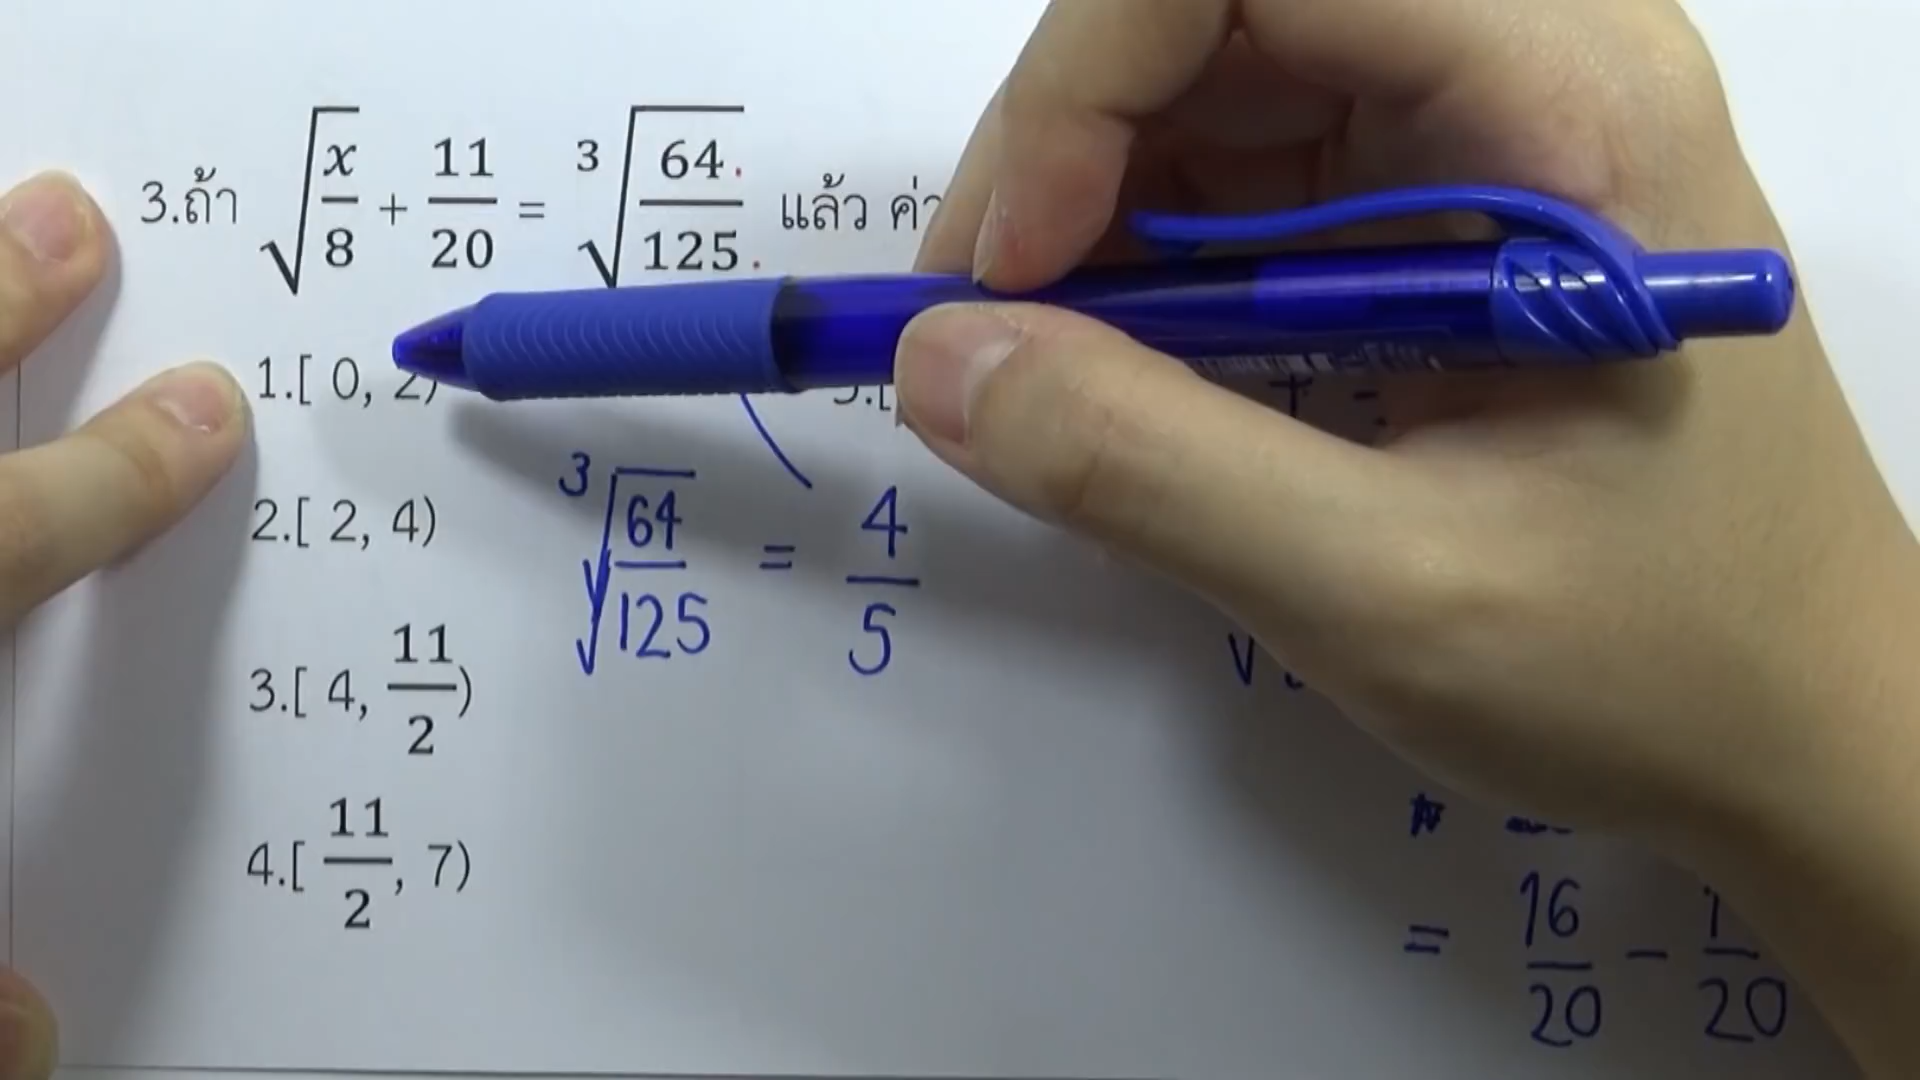 3.ถ้า √(x/8) + 11/20 = ³√(64/125) แล้ว
1.[ 0, 2)
2.[ 2, 4)
3.[ 4, 11/2)
4.[ 11/2, 7)
³√(64/125) = 4/5
= 16/20 - /20